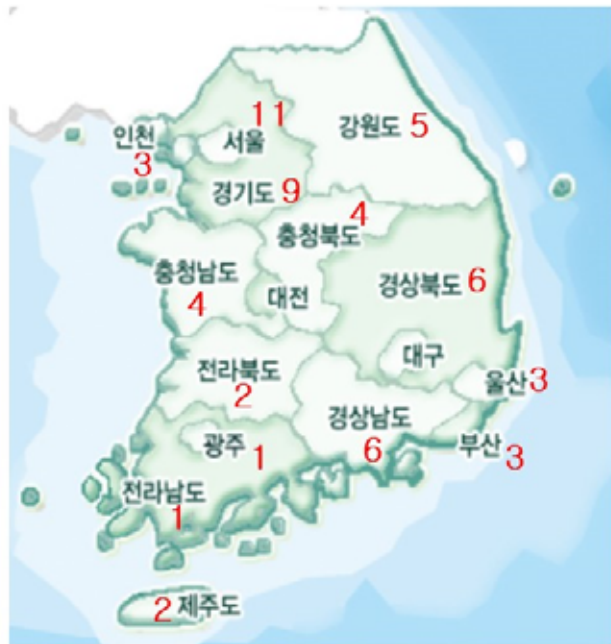 11
강원도 5
인천
3
서울
경기도 9
4
충청북도
충청남도
4
대전
경상북도 6
대구
전라북도
2
울산 3
경상남도
6
부산 3
광주 1
전라남도
1
2 제주도